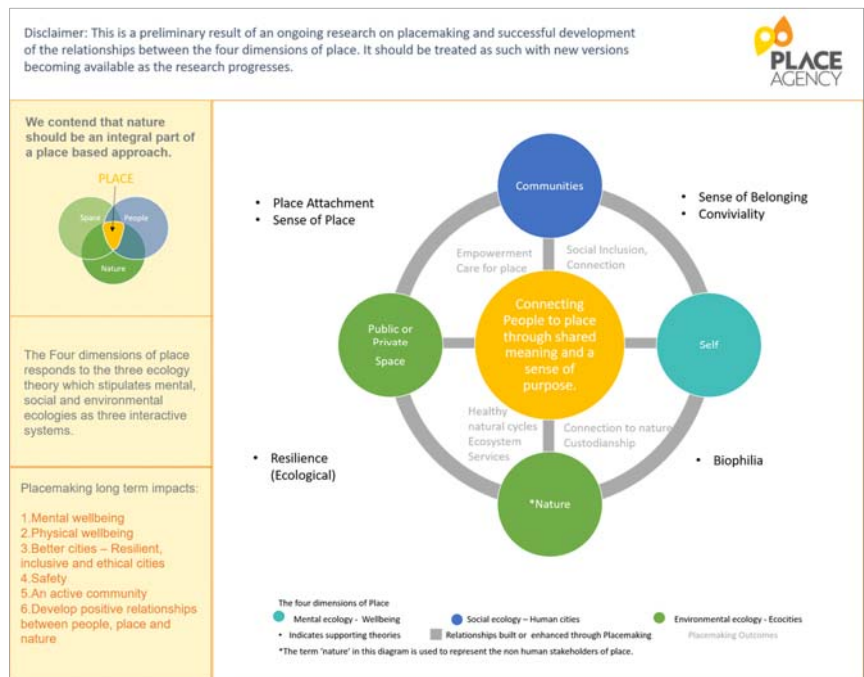 Disclaimer: This is a preliminary result of an ongoing research on placemaking and successful development
of the relationships between the four dimensions of place. It should be treated as such with new versions
becoming available as the research progresses.
PLACE
AGENCY
We contend that nature
should be an integral part of
a place based approach.
PLACE
Space
People
Nature
The Four dimensions of place
responds to the three ecology
theory which stipulates mental,
social and environmental
ecologies as three interactive
systems.
Placemaking long term impacts:
1.Mental wellbeing
2.Physical wellbeing
3.Better cities – Resilient,
inclusive and ethical cities
4.Safety
5.An active community
6.Develop positive relationships
between people, place and
nature
Communities
• Place Attachment
• Sense of Place
• Sense of Belonging
• Conviviality
Empowerment
Care for place
Social Inclusion,
Connection
Public or
Private
Space
Connecting
People to place
through shared
meaning and a
sense of
purpose.
Self
Healthy
natural cycles
Ecosystem
Services
Connection to nature
Custodianship
• Resilience
(Ecological)
• Biophilia
*Nature
The four dimensions of Place
Mental ecology - Wellbeing
Social ecology – Human cities
Environmental ecology - Ecocities
• Indicates supporting theories
Relationships built or enhanced through Placemaking
Placemaking Outcomes
*The term 'nature' in this diagram is used to represent the non human stakeholders of place.